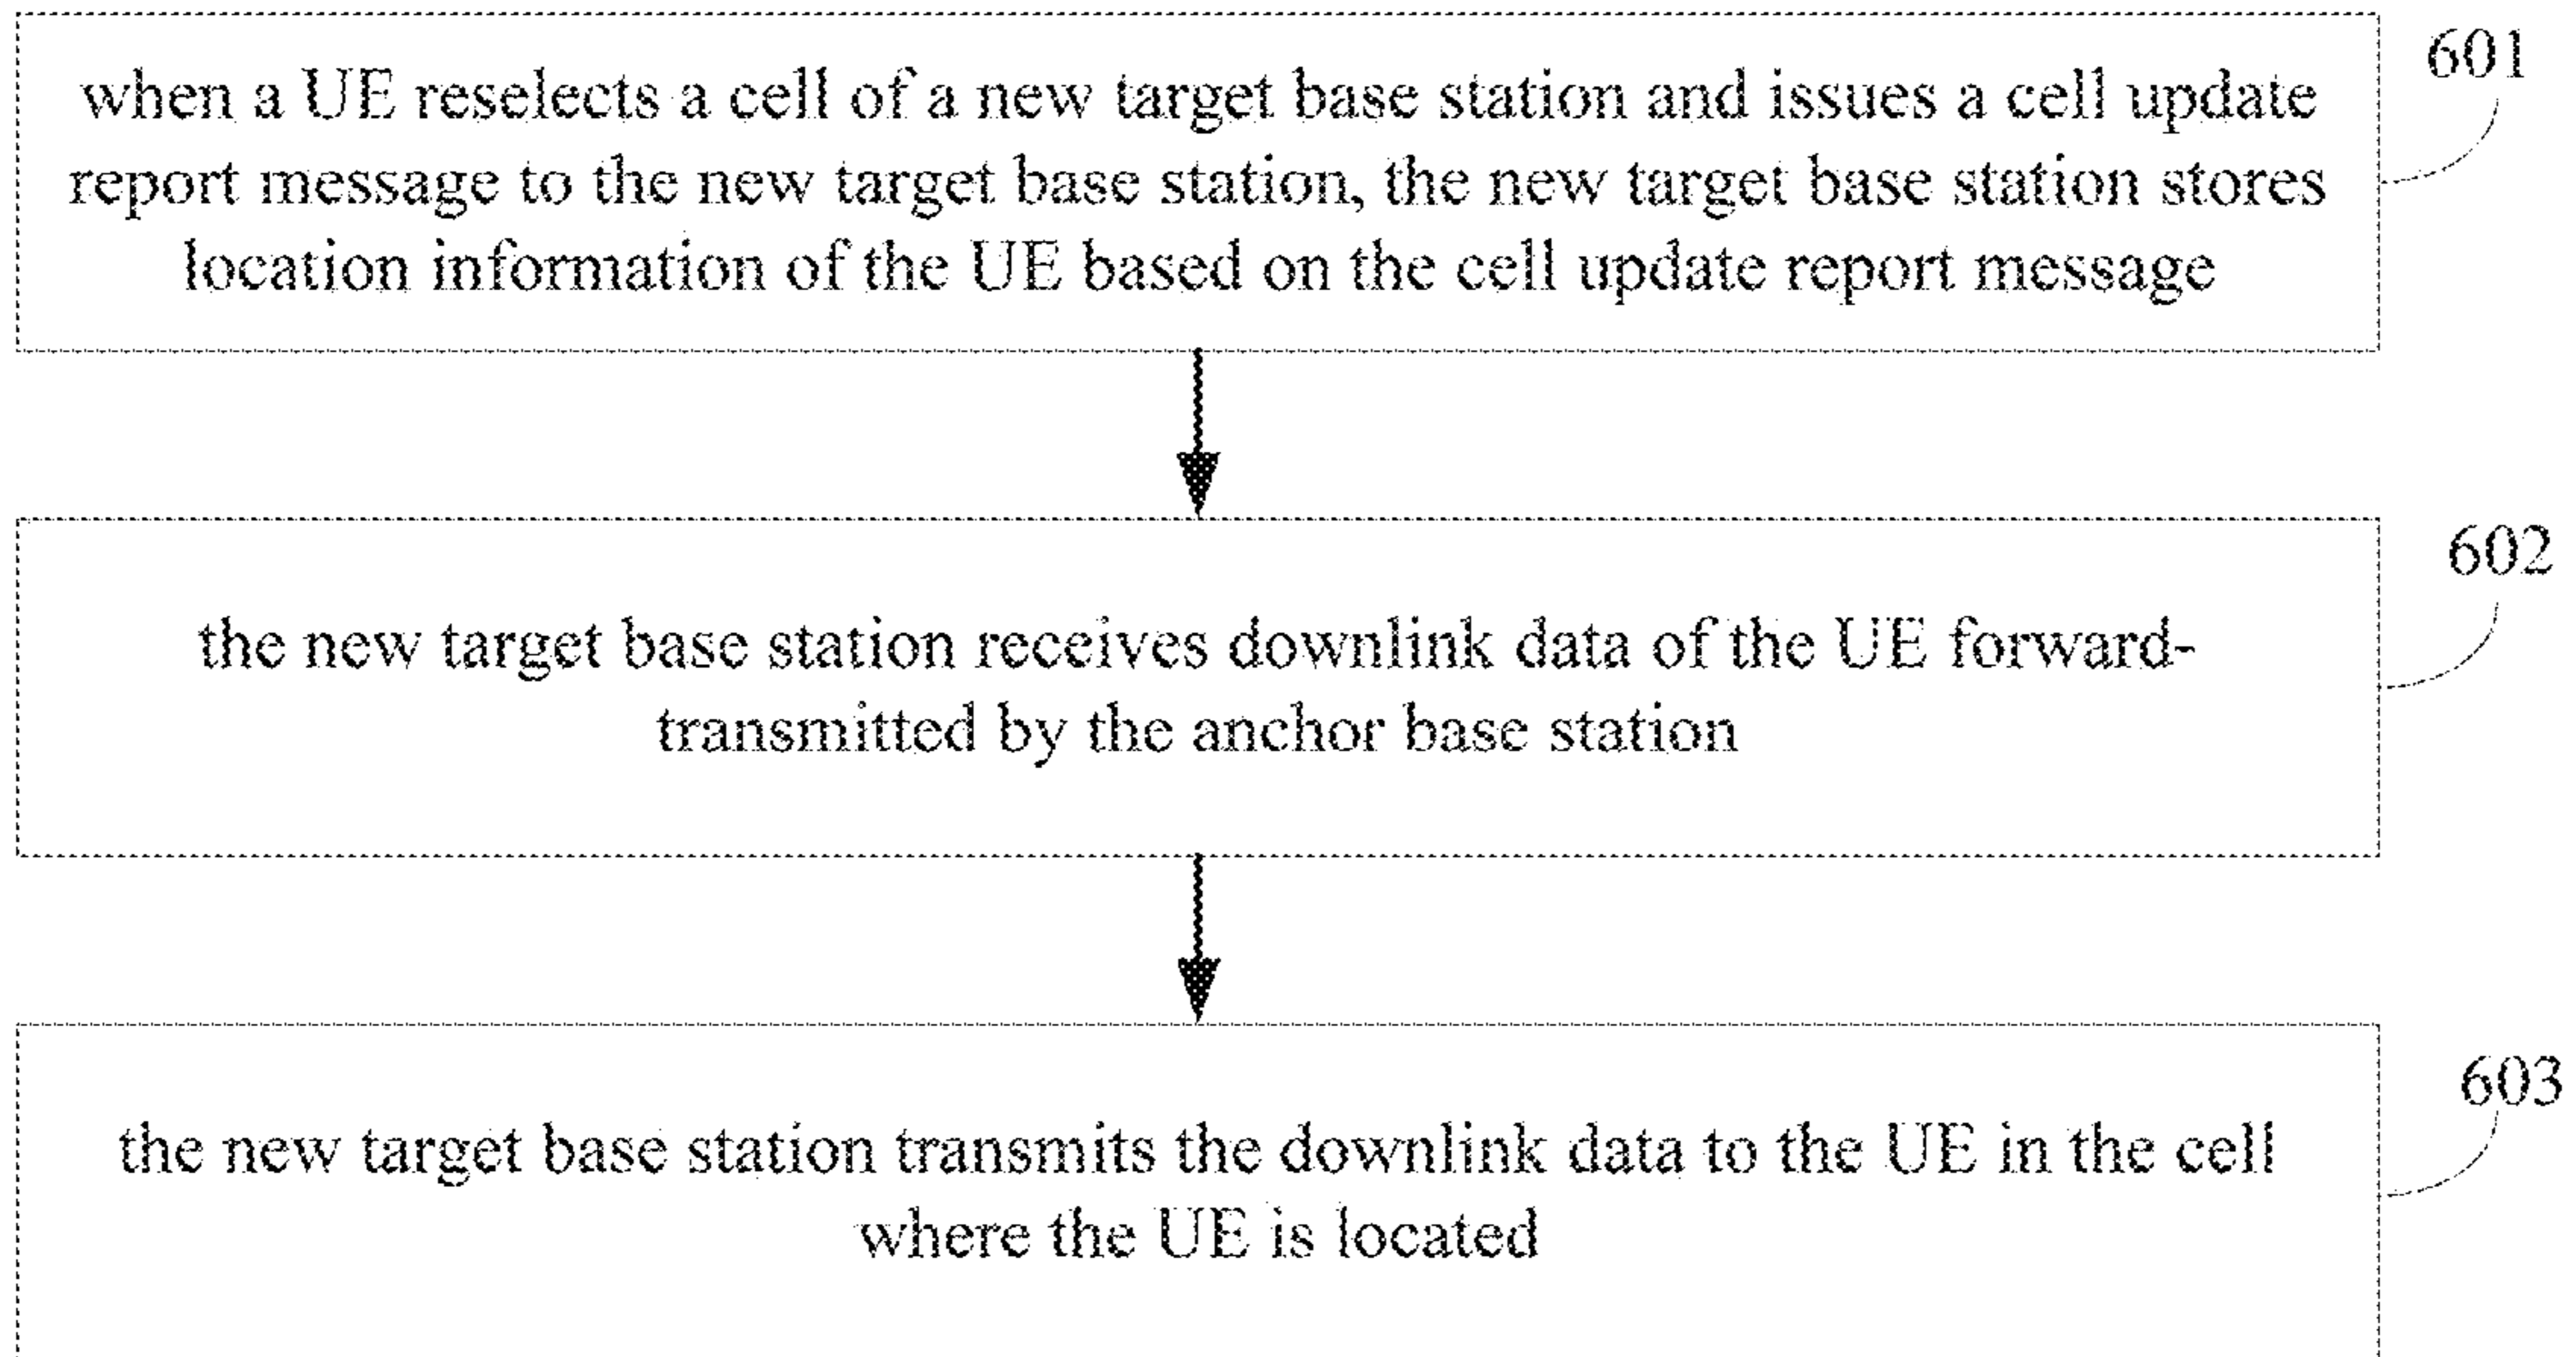 when a UE reselects a cell of a new target base station and issues a cell update
601
report message to the new target base station, the new target base station stores
location information of the UE based on the cell update report message
602
the new target base station receives downlink data of the UE forward-
transmitted by the anchor base station
603
the new target base station transmits the downlink data to the UE in the cell
where the UE is located